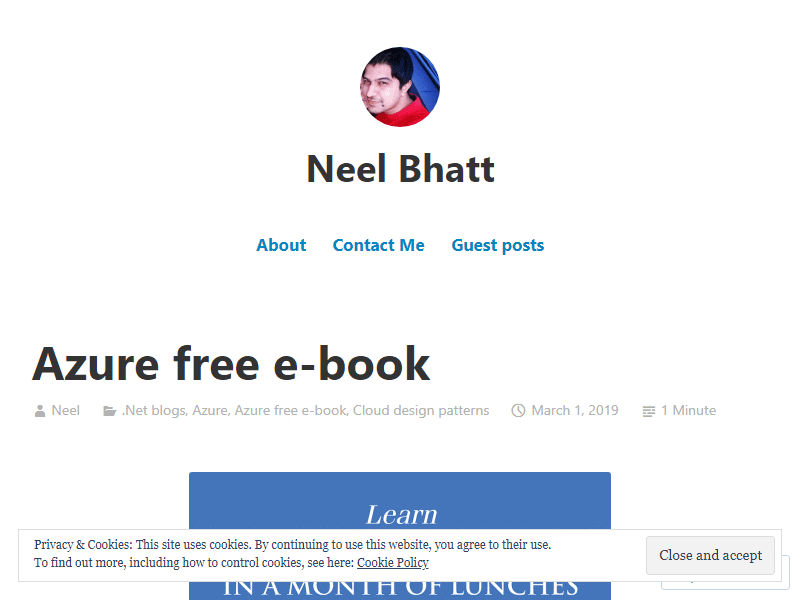 Neel Bhatt
About Contact Me Guest posts
Azure free e-book
Neel .Net blogs, Azure, Azure free e-book, Cloud design patterns March 1, 2019 1 Minute
Learn
Privacy & Cookies: This site uses cookies. By continuing to use this website, you agree to their use.
To find out more, including how to control cookies, see here: Cookie Policy
Close and accept
IN A MONTH OF LUNCHES